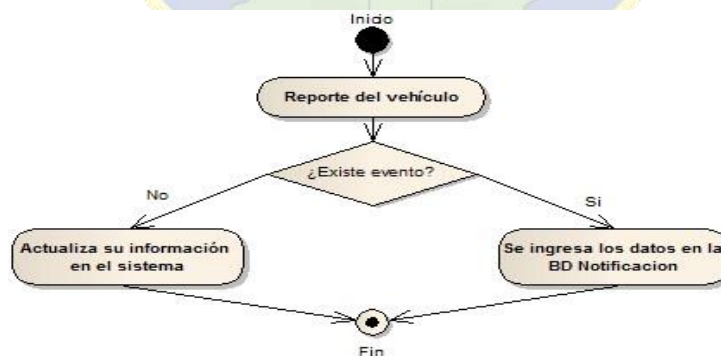 Inicio
Reporte del vehículo
¿Existe evento?
No
Si
Actualiza su información
en el sistema
Se ingresa los datos en la
BD Notificacion
Fin